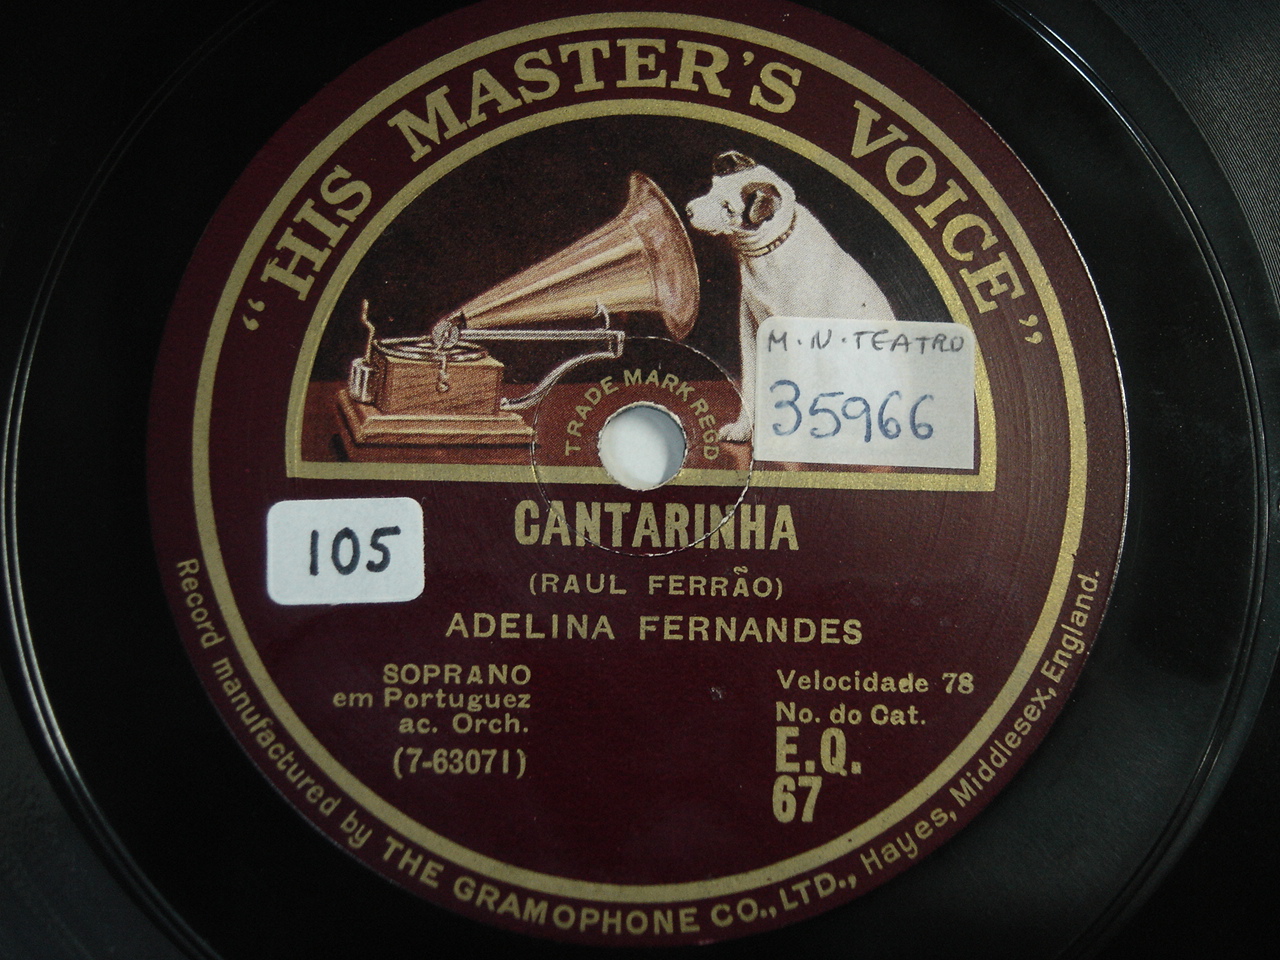 “HIS MASTER'S VOICE”
M.N.TEATRO
35966
TRADE MARK REGD
105
CANTARINHA
(RAUL FERRÃO)
ADELINA FERNANDES
SOPRANO
em Portuguez
ac. Orch.
(7-63071)
Velocidade 78
No. do Cat.
E.Q.
67
Record manufactured by THE GRAMOPHONE CO., LTD., Hayes, Middlesex, England.